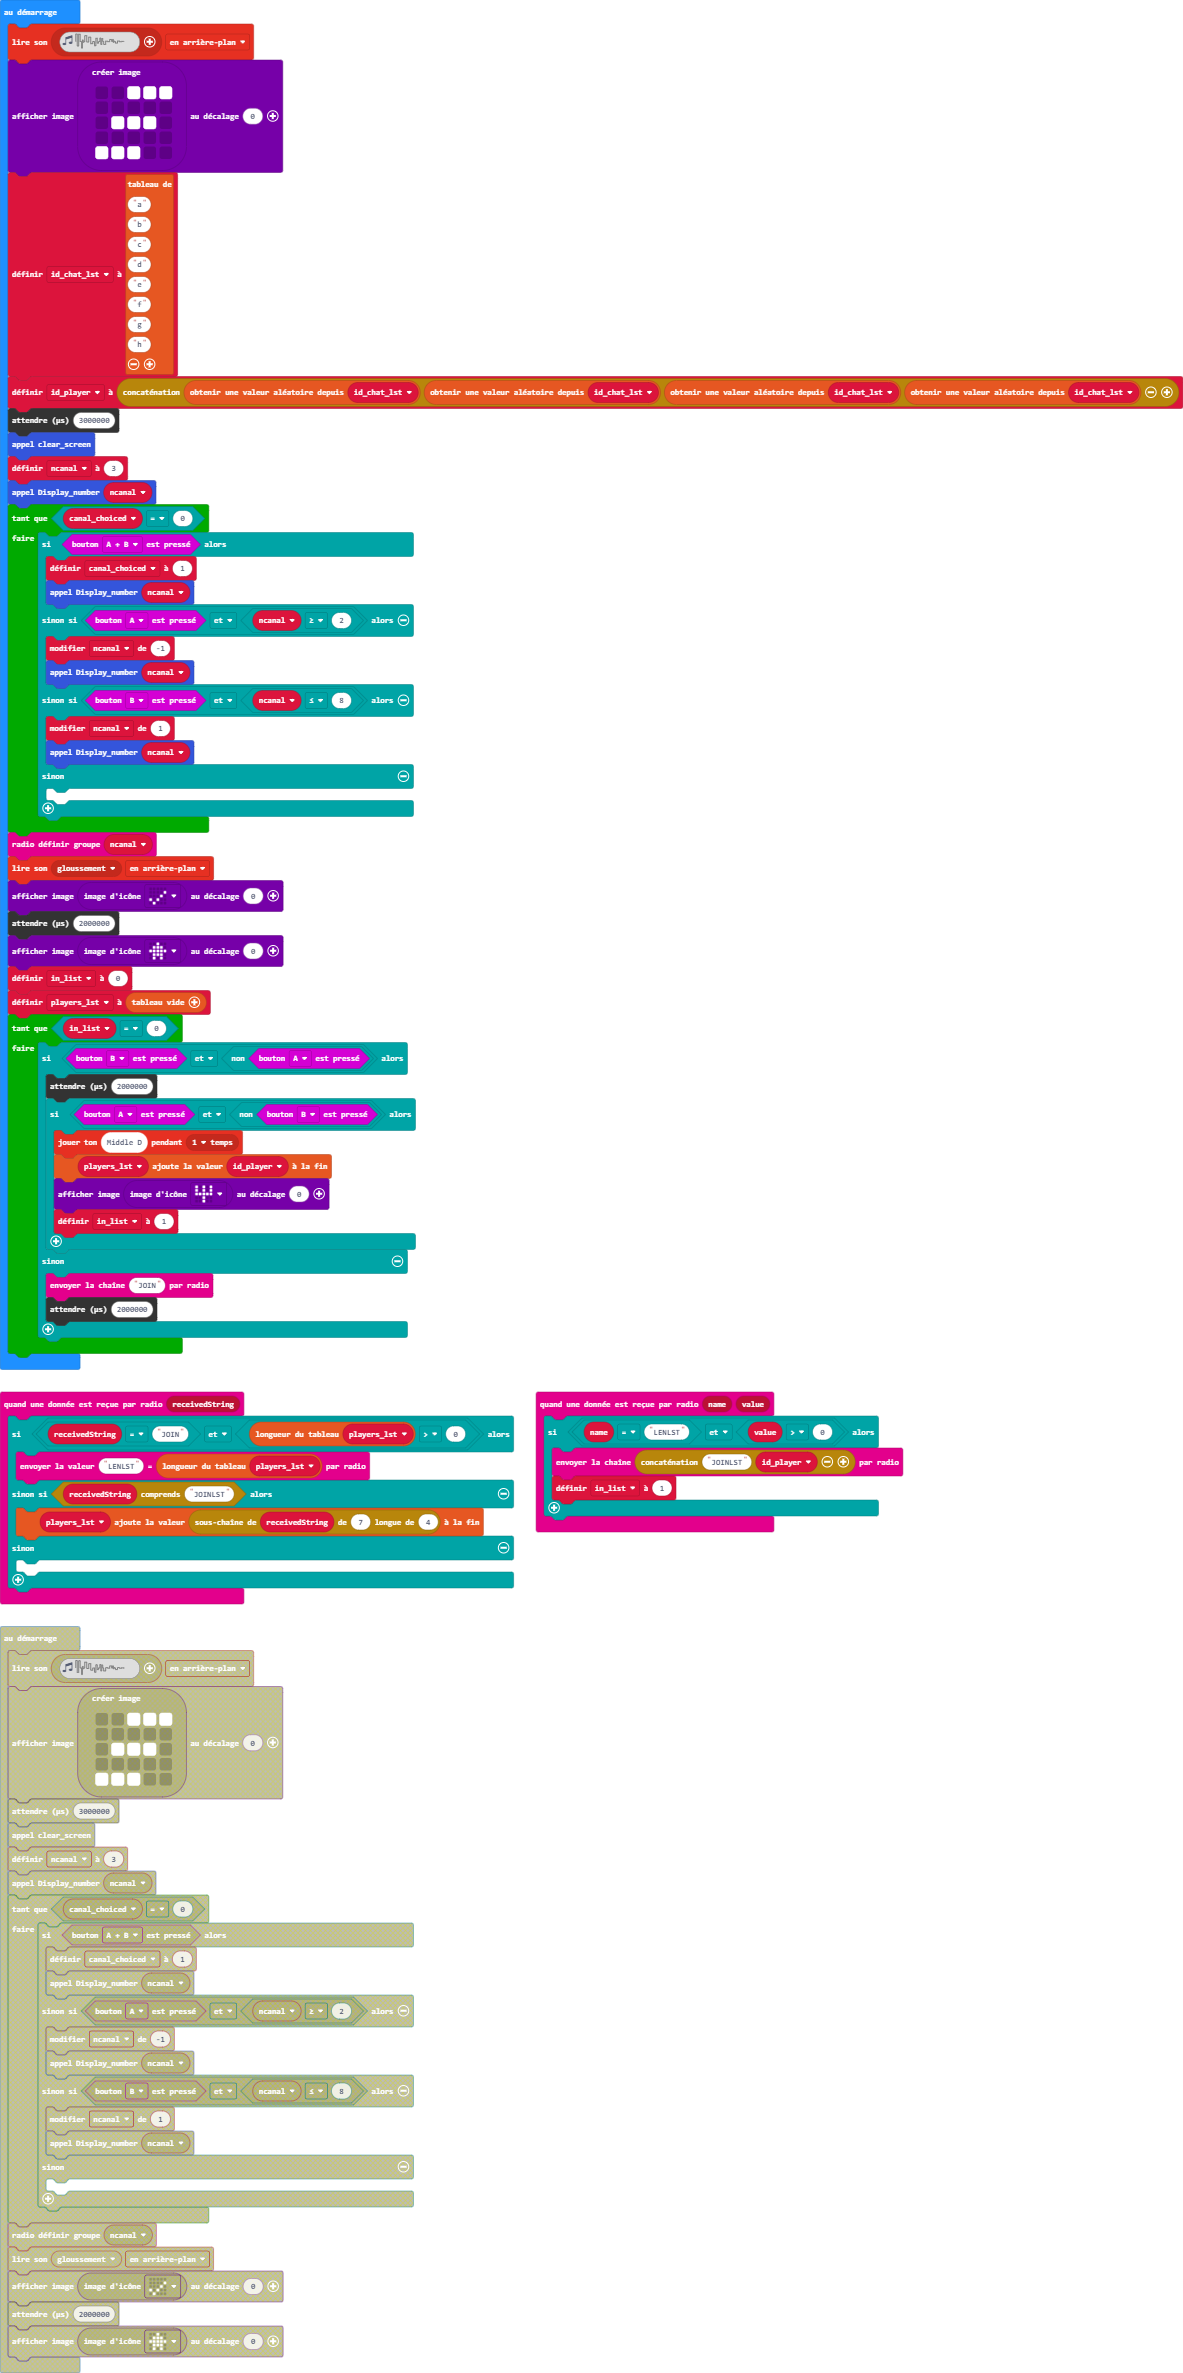 au démarrage
lire son en arrière-plan
créer image
afficher image au décalage 0
tableau de
"a"
"b"
"c"
"d"
"e"
"f"
"g"
"h"
définir id_chat_lst à
définir id_player à concaténation obtenir une valeur aléatoire depuis id_chat_lst obtenir une valeur aléatoire depuis id_chat_lst obtenir une valeur aléatoire depuis id_chat_lst obtenir une valeur aléatoire depuis id_chat_lst
attendre (µs) 3000000
appel clear_screen
définir ncanal à 3
appel Display_number ncanal
tant que canal_choiced = 0
faire
si bouton A + B est pressé alors
définir canal_choiced à 1
appel Display_number ncanal
sinon si bouton A est pressé et ncanal ≥ 2 alors
modifier ncanal de -1
appel Display_number ncanal
sinon si bouton B est pressé et ncanal ≤ 8 alors
modifier ncanal de 1
appel Display_number ncanal
sinon
radio définir groupe ncanal
lire son gloussement en arrière-plan
afficher image image d'icône au décalage 0
attendre (µs) 2000000
afficher image image d'icône au décalage 0
définir in_list à 0
définir players_lst à tableau vide
tant que in_list = 0
faire
si bouton B est pressé et non bouton A est pressé alors
attendre (µs) 2000000
si bouton A est pressé et non bouton B est pressé alors
jouer ton Middle D pendant 1 temps
players_lst ajoute la valeur id_player à la fin
afficher image image d'icône au décalage 0
définir in_list à 1
sinon
envoyer la chaîne "JOIN" par radio
attendre (µs) 2000000
quand une donnée est reçue par radio receivedString
si receivedString = "JOIN" et longueur du tableau players_lst > 0 alors
envoyer la valeur "LENLST" = longueur du tableau players_lst par radio
sinon si receivedString comprends "JOINLST" alors
players_lst ajoute la valeur sous-chaîne de receivedString de 7 longue de 4 à la fin
sinon
quand une donnée est reçue par radio name value
si name = "LENLST" et value > 0 alors
envoyer la chaîne concaténation "JOINLST" id_player par radio
définir in_list à 1
au démarrage
lire son en arrière-plan
créer image
afficher image au décalage 0
attendre (µs) 3000000
appel clear_screen
définir ncanal à 3
appel Display_number ncanal
tant que canal_choiced = 0
faire
si bouton A + B est pressé alors
définir canal_choiced à 1
appel Display_number ncanal
sinon si bouton A est pressé et ncanal ≥ 2 alors
modifier ncanal de -1
appel Display_number ncanal
sinon si bouton B est pressé et ncanal ≤ 8 alors
modifier ncanal de 1
appel Display_number ncanal
sinon
radio définir groupe ncanal
lire son gloussement en arrière-plan
afficher image image d'icône au décalage 0
attendre (µs) 2000000
afficher image image d'icône au décalage 0